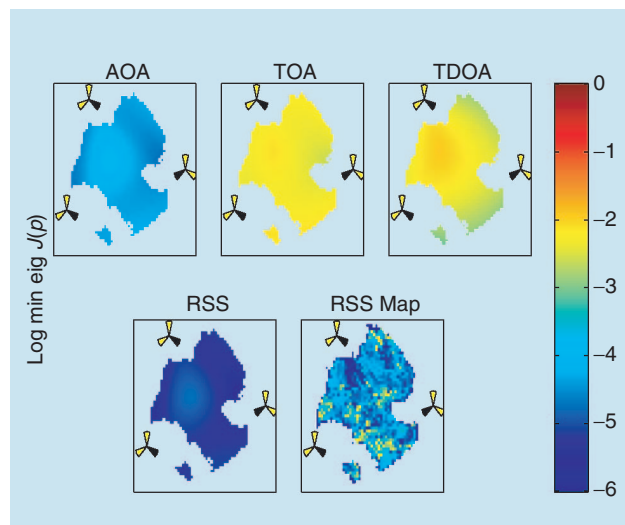 AOA
TOA
TDOA
RSS
RSS Map
Log min eig J(p)
0
−1
−2
−3
−4
−5
−6